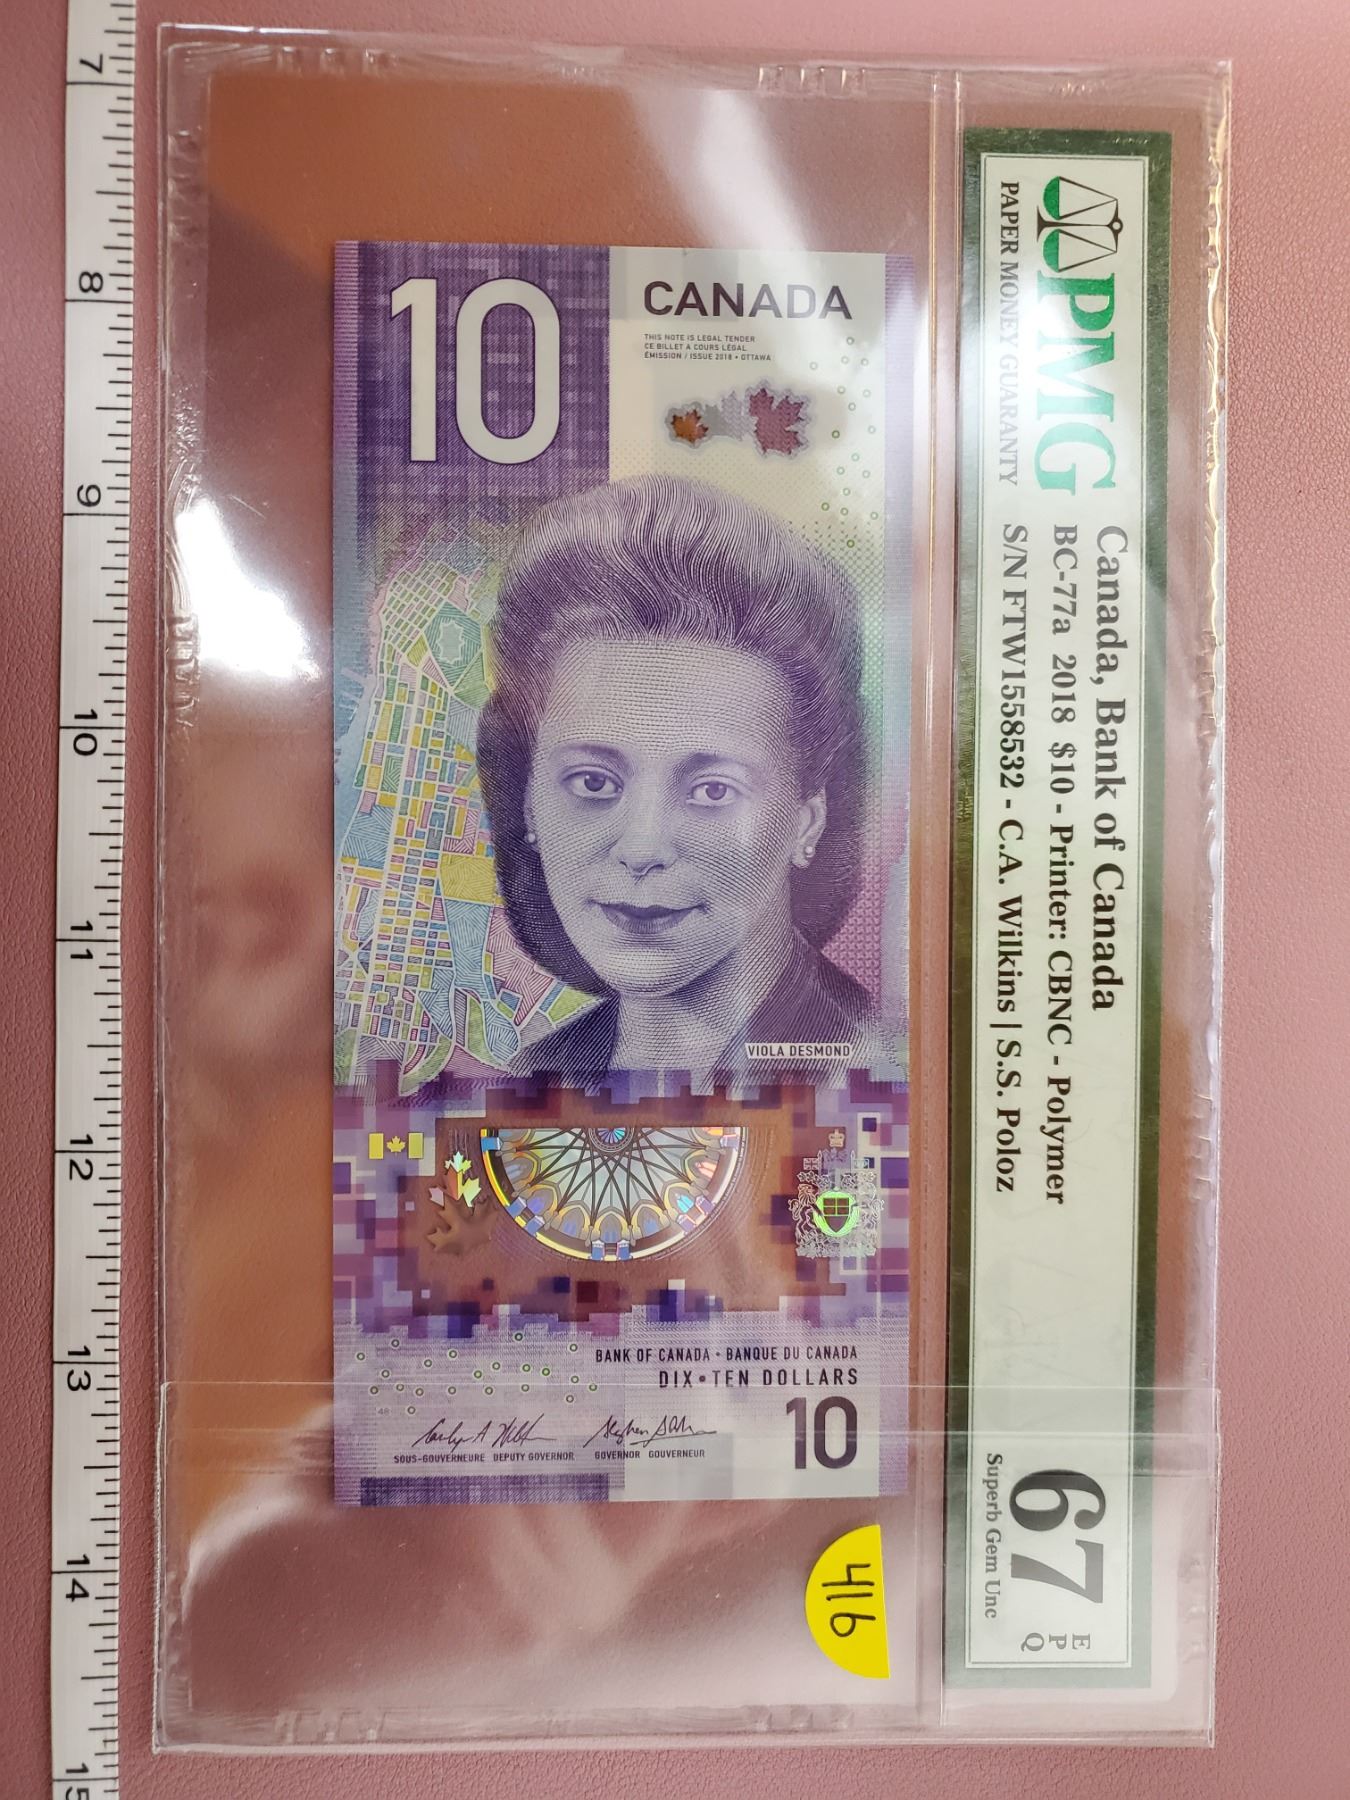 7
8
9
10
11
12
13
14
15
10
CANADA
THIS NOTE IS LEGAL TENDER
CE BILLET A COURS LÉGAL
ÉMISSION / ISSUE 2018 • OTTAWA
VIOLA DESMOND
BANK OF CANADA • BANQUE DU CANADA
DIX • TEN DOLLARS
10
48
SOUS-GOUVERNEURE DEPUTY GOVERNOR
GOVERNOR GOUVERNEUR
416
PMG
PAPER MONEY GUARANTY
Canada, Bank of Canada
BC-77a 2018 $10 - Printer: CBNC - Polymer
S/N FTW1558532 - C.A. Wilkins | S.S. Poloz
67
EPQ
Superb Gem Unc